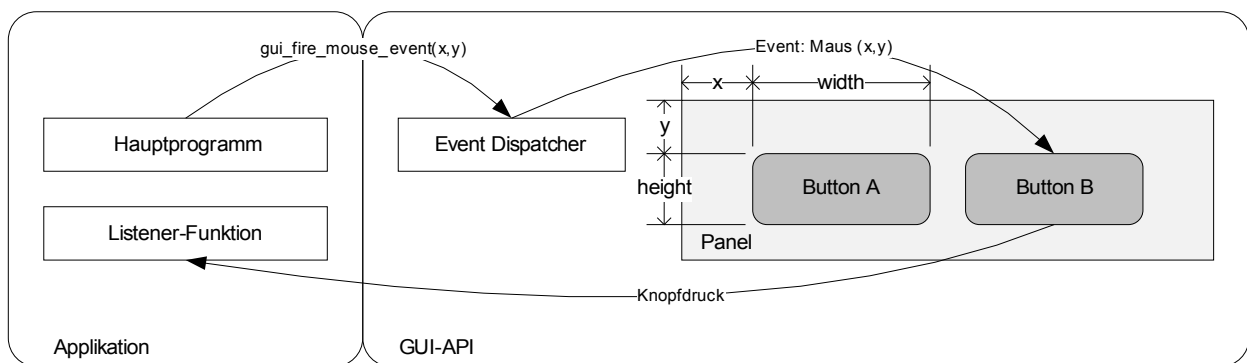 gui_fire_mouse_event(x,y)
Event: Maus (x,y)
x
width
y
Hauptprogramm
Event Dispatcher
height
Button A
Button B
Listener-Funktion
Panel
Knopfdruck
Applikation
GUI-API